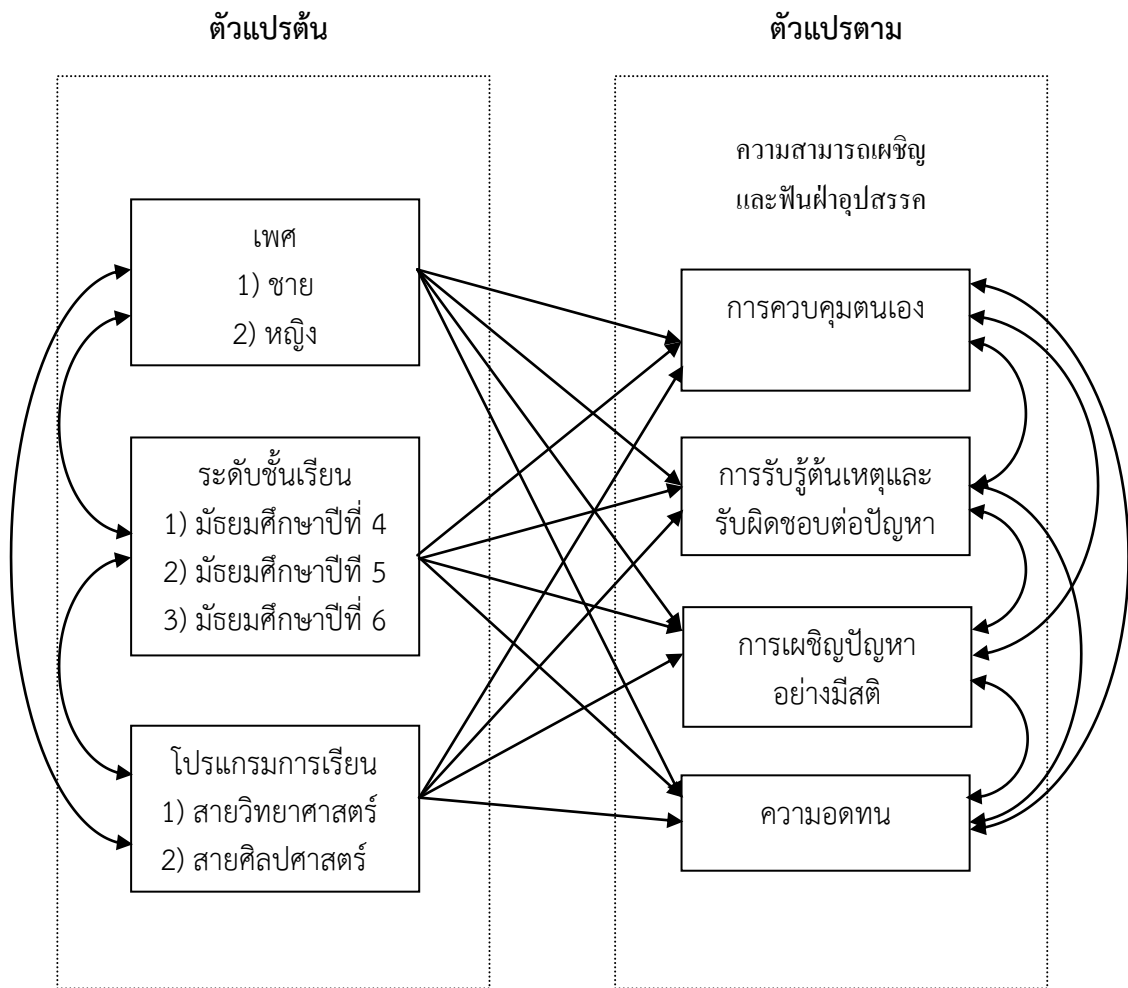 ตัวแปรต้น
ตัวแปรตาม
เพศ
1) ชาย
2) หญิง
ระดับชั้นเรียน
1) มัธยมศึกษาปีที่ 4
2) มัธยมศึกษาปีที 5
3) มัธยมศึกษาปีที่ 6
โปรแกรมการเรียน
1) สายวิทยาศาสตร์
2) สายศิลปศาสตร์
ความสามารถเผชิญ
และฟันฝ่าอุปสรรค
การควบคุมตนเอง
การรับรู้ต้นเหตุและ
รับผิดชอบต่อปัญหา
การเผชิญปัญหา
อย่างมีสติ
ความอดทน